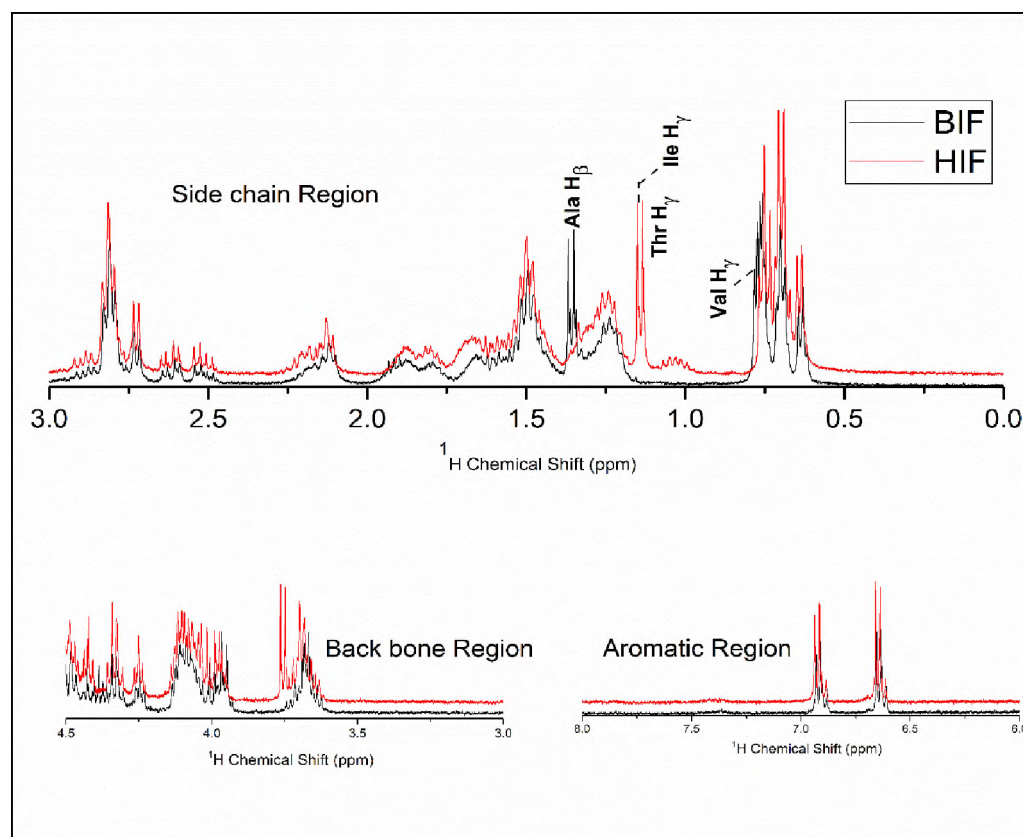 BIF
HIF
Side chain Region
Ala Hβ
Thr Hγ
Ile Hγ
Val Hγ
3.0 2.5 2.0 1.5 1.0 0.5 0.0
1H Chemical Shift (ppm)
Back bone Region
4.5 4.0 3.5 3.0
1H Chemical Shift (ppm)
Aromatic Region
8.0 7.5 7.0 6.5 6.0
1H Chemical Shift (ppm)